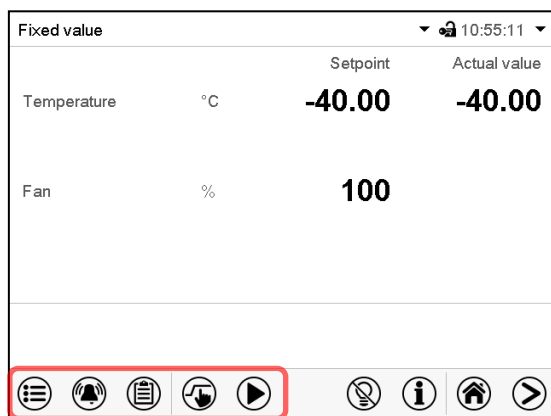 Fixed value 10:55:11
Setpoint Actual value
Temperature °C -40.00 -40.00
Fan % 100